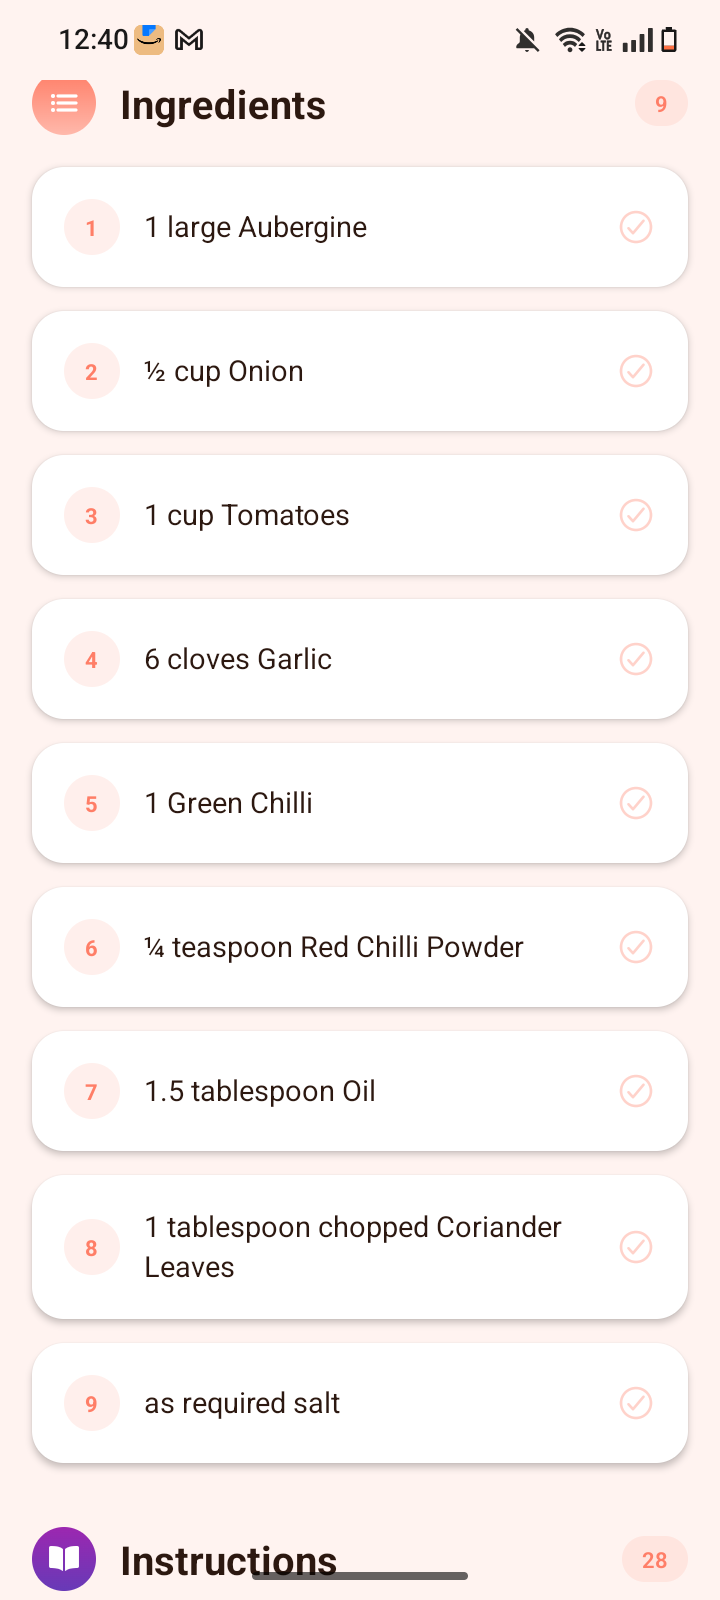 12:40
Vo
LTE
Ingredients
9
1
1 large Aubergine
2
½ cup Onion
3
1 cup Tomatoes
4
6 cloves Garlic
5
1 Green Chilli
6
¼ teaspoon Red Chilli Powder
7
1.5 tablespoon Oil
8
1 tablespoon chopped Coriander
Leaves
9
as required salt
Instructions
28